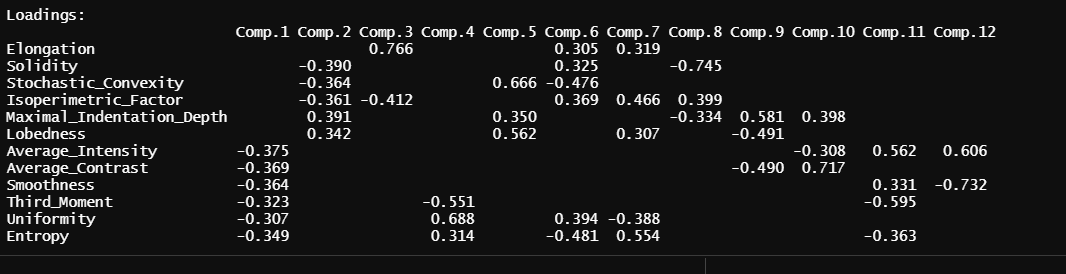 Loadings:
                         Comp.1 Comp.2 Comp.3 Comp.4 Comp.5 Comp.6 Comp.7 Comp.8 Comp.9 Comp.10 Comp.11 Comp.12
Elongation                              0.766                0.305  0.319
Solidity                        -0.390                       0.325        -0.745
Stochastic_Convexity            -0.364                0.666 -0.476
Isoperimetric_Factor            -0.361 -0.412                0.369  0.466  0.399
Maximal_Indentation_Depth        0.391                0.350               -0.334  0.581  0.398
Lobedness                        0.342                0.562         0.307        -0.491
Average_Intensity        -0.375                                                         -0.308   0.562   0.606
Average_Contrast         -0.369                                                  -0.490  0.717
Smoothness               -0.364                                                                  0.331  -0.732
Third_Moment             -0.323               -0.551                                            -0.595
Uniformity               -0.307                0.688         0.394 -0.388
Entropy                  -0.349                0.314        -0.481  0.554                       -0.363